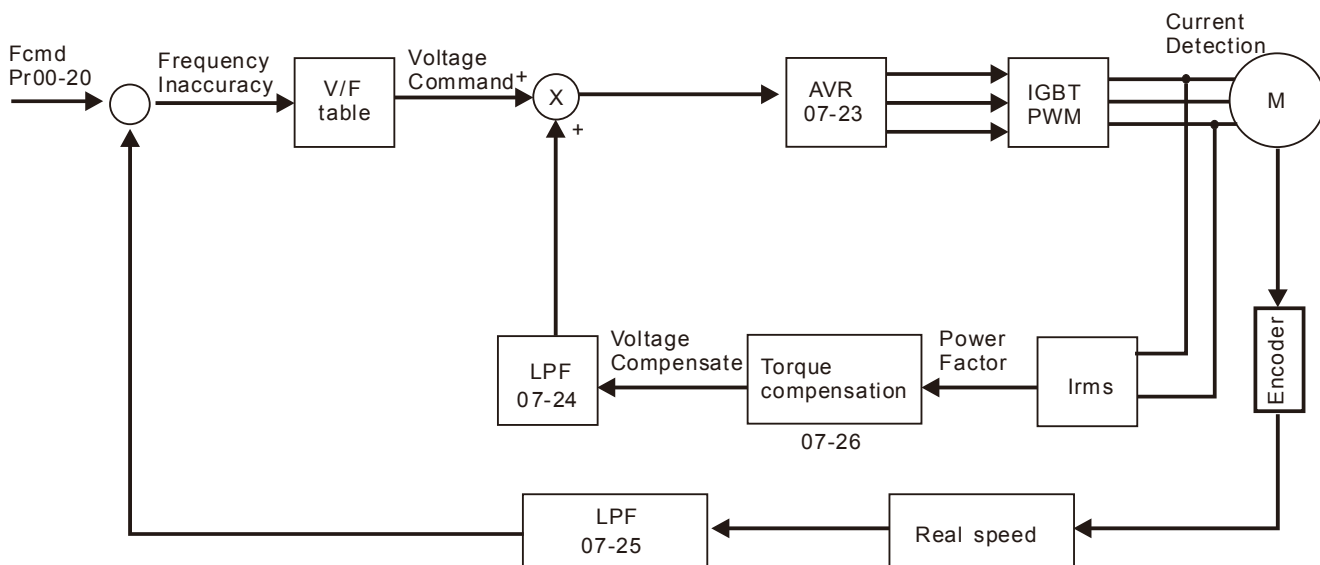 Fcmd
Pr00-20
Frequency
Inaccuracy
V/F
table
Voltage
Command
+
X
+
AVR
07-23
IGBT
PWM
Current
Detection
M
LPF
07-24
Voltage
Compensate
Torque
compensation
07-26
Power
Factor
Irms
Encoder
LPF
07-25
Real speed